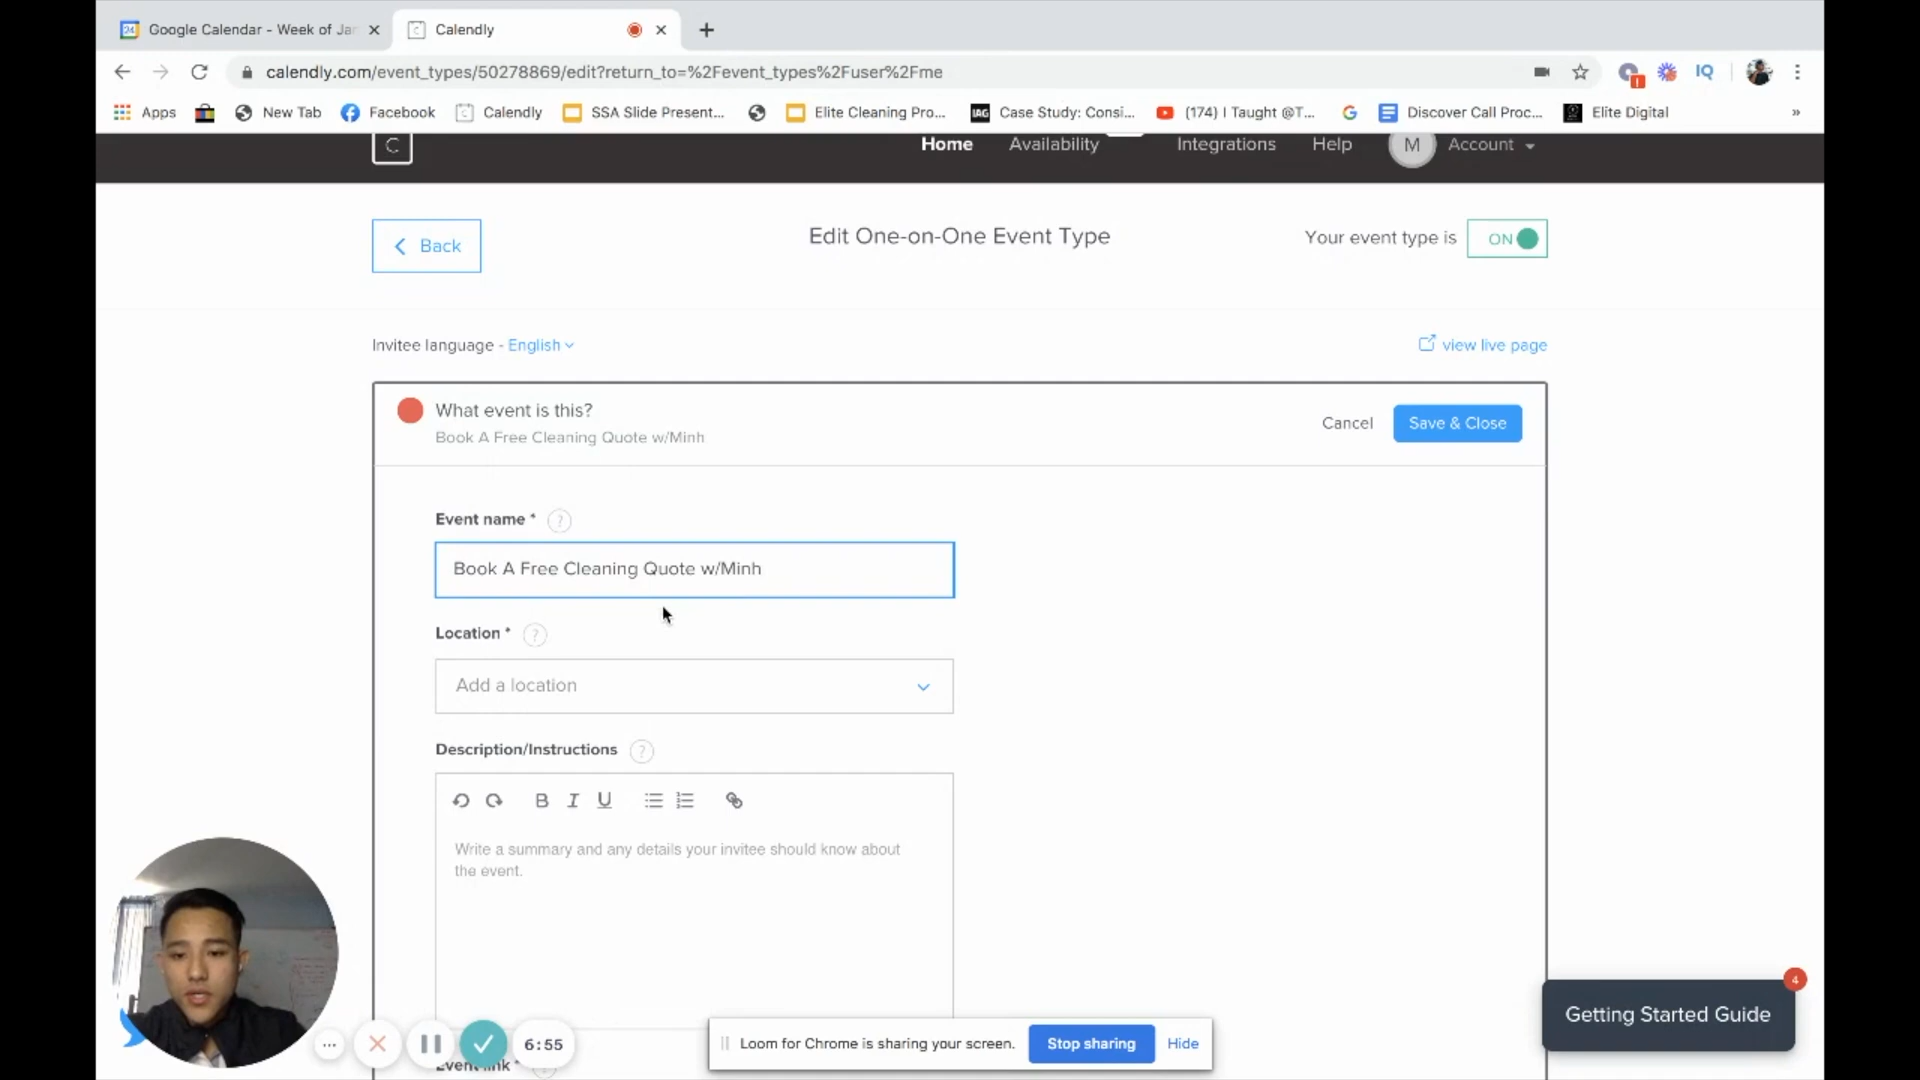 Google Calendar - Week of Jan
Calendly
calendly.com/event_types/50278869/edit?return_to=%2Fevent_types%2Fuser%2Fme
IQ
Apps
New Tab
Facebook
Calendly
SSA Slide Present...
Elite Cleaning Pro...
IAG
Case Study: Consi...
(174) I Taught @T...
Discover Call Proc...
Elite Digital
»
C
Home
Availability
Integrations
Help
M
Account
Back
Edit One-on-One Event Type
Your event type is
ON
Invitee language - English
view live page
What event is this?
Book A Free Cleaning Quote w/Minh
Cancel
Save & Close
Event name * ?
Book A Free Cleaning Quote w/Minh
Location * ?
Add a location
Description/Instructions ?
B I U
Write a summary and any details your invitee should know about
the event.
4
Getting Started Guide
6:55
Loom for Chrome is sharing your screen.
Stop sharing
Hide
Event link *